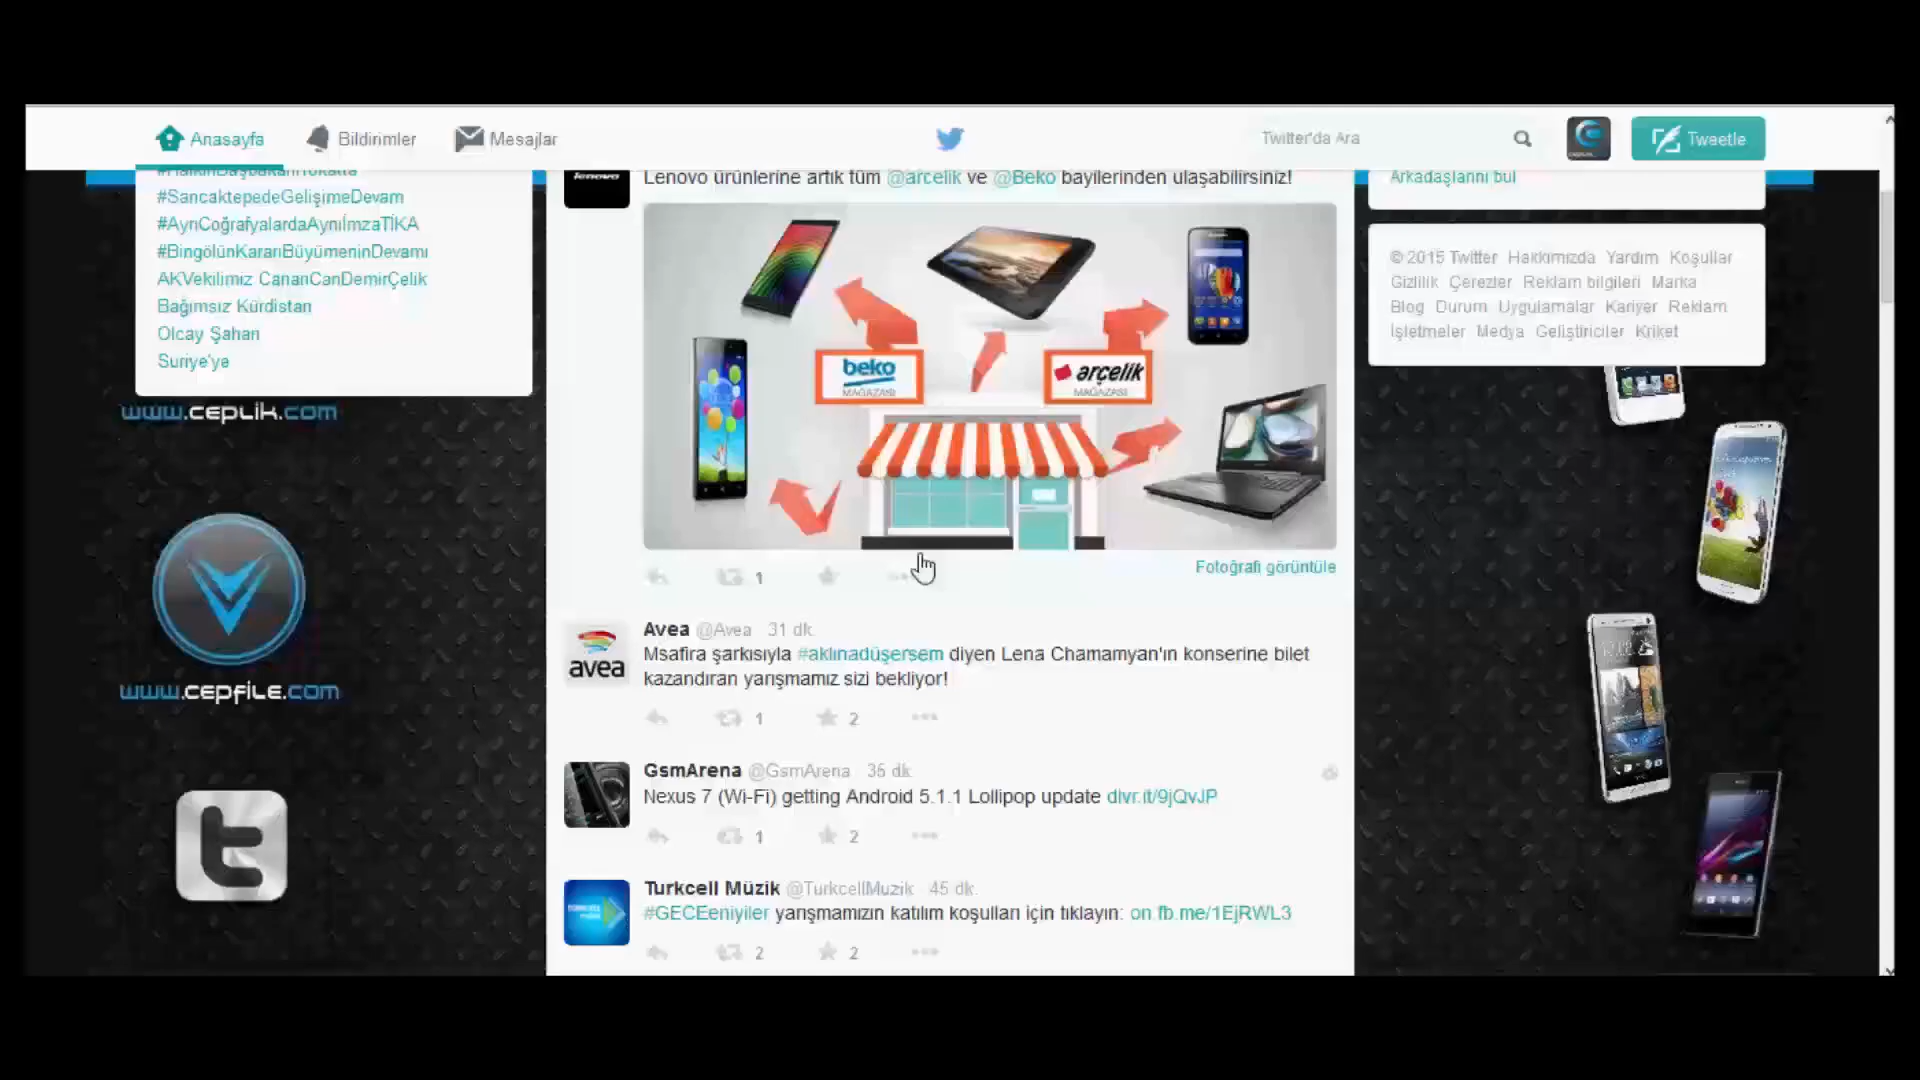 Anasayfa
Bildirimler
Mesajlar
Twitter'da Ara
Tweetle
#SancaktepedeGelişimeDevam
#AyrıCoğrafyalardaAynıİmzaTİKA
#BingölünKararıBüyümeninDevamı
AKVekilimiz CananCanDemirÇelik
Bağımsız Kürdistan
Olcay Şahan
Suriye'ye
www.ceplik.com
www.cepfile.com
lenovo
Lenovo ürünlerine artık tüm @arcelik ve @Beko bayilerinden ulaşabilirsiniz!
beko
MAĞAZASI
arçelik
MAĞAZASI
1
Fotoğrafı görüntüle
avea
Avea @Avea 31 dk.
Msafira şarkısıyla #aklınadüşersem diyen Lena Chamamyan'ın konserine bilet
kazandıran yarışmamız sizi bekliyor!
1 2
GsmArena @GsmArena 35 dk.
Nexus 7 (Wi-Fi) getting Android 5.1.1 Lollipop update dlvr.it/9jQvJP
1 2
Turkcell Müzik @TurkcellMuzik 45 dk.
#GECEeniyiler yarışmamızın katılım koşulları için tıklayın: on fb.me/1EjRWL3
2 2
Arkadaşlarını bul
© 2015 Twitter Hakkımızda Yardım Koşullar
Gizlilik Çerezler Reklam bilgileri Marka
Blog Durum Uygulamalar Kariyer Reklam
İşletmeler Medya Geliştiriciler Kriket